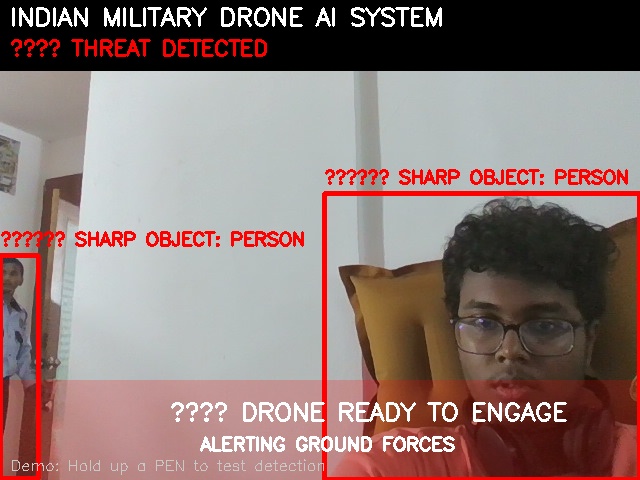 INDIAN MILITARY DRONE AI SYSTEM
???? THREAT DETECTED
?????? SHARP OBJECT: PERSON
?????? SHARP OBJECT: PERSON
???? DRONE READY TO ENGAGE
ALERTING GROUND FORCES
Demo: Hold up a PEN to test detection